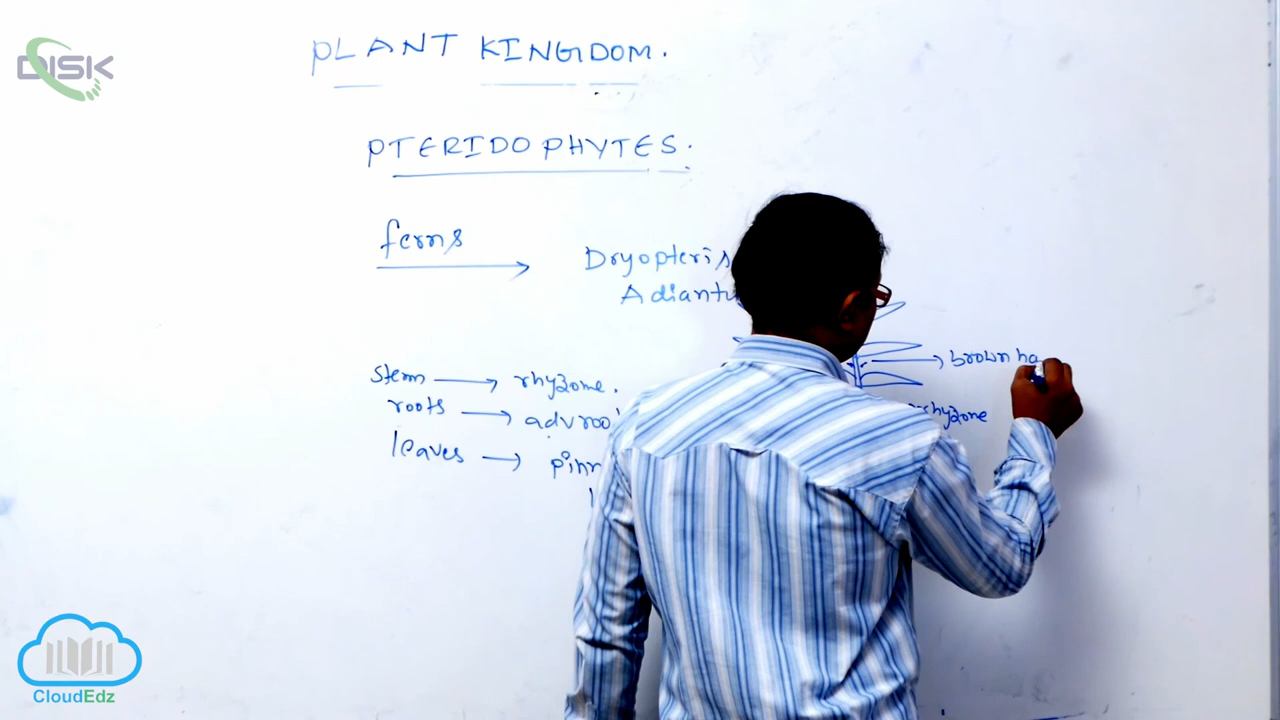 DISK
PLANT KINGDOM.
PTERIDOPHYTES.
ferns
Dryopteris
Adiantu
brown ha
stem → rhyzome.
rhyzone
roots → adv roo
leaves → pinn
CloudEdz